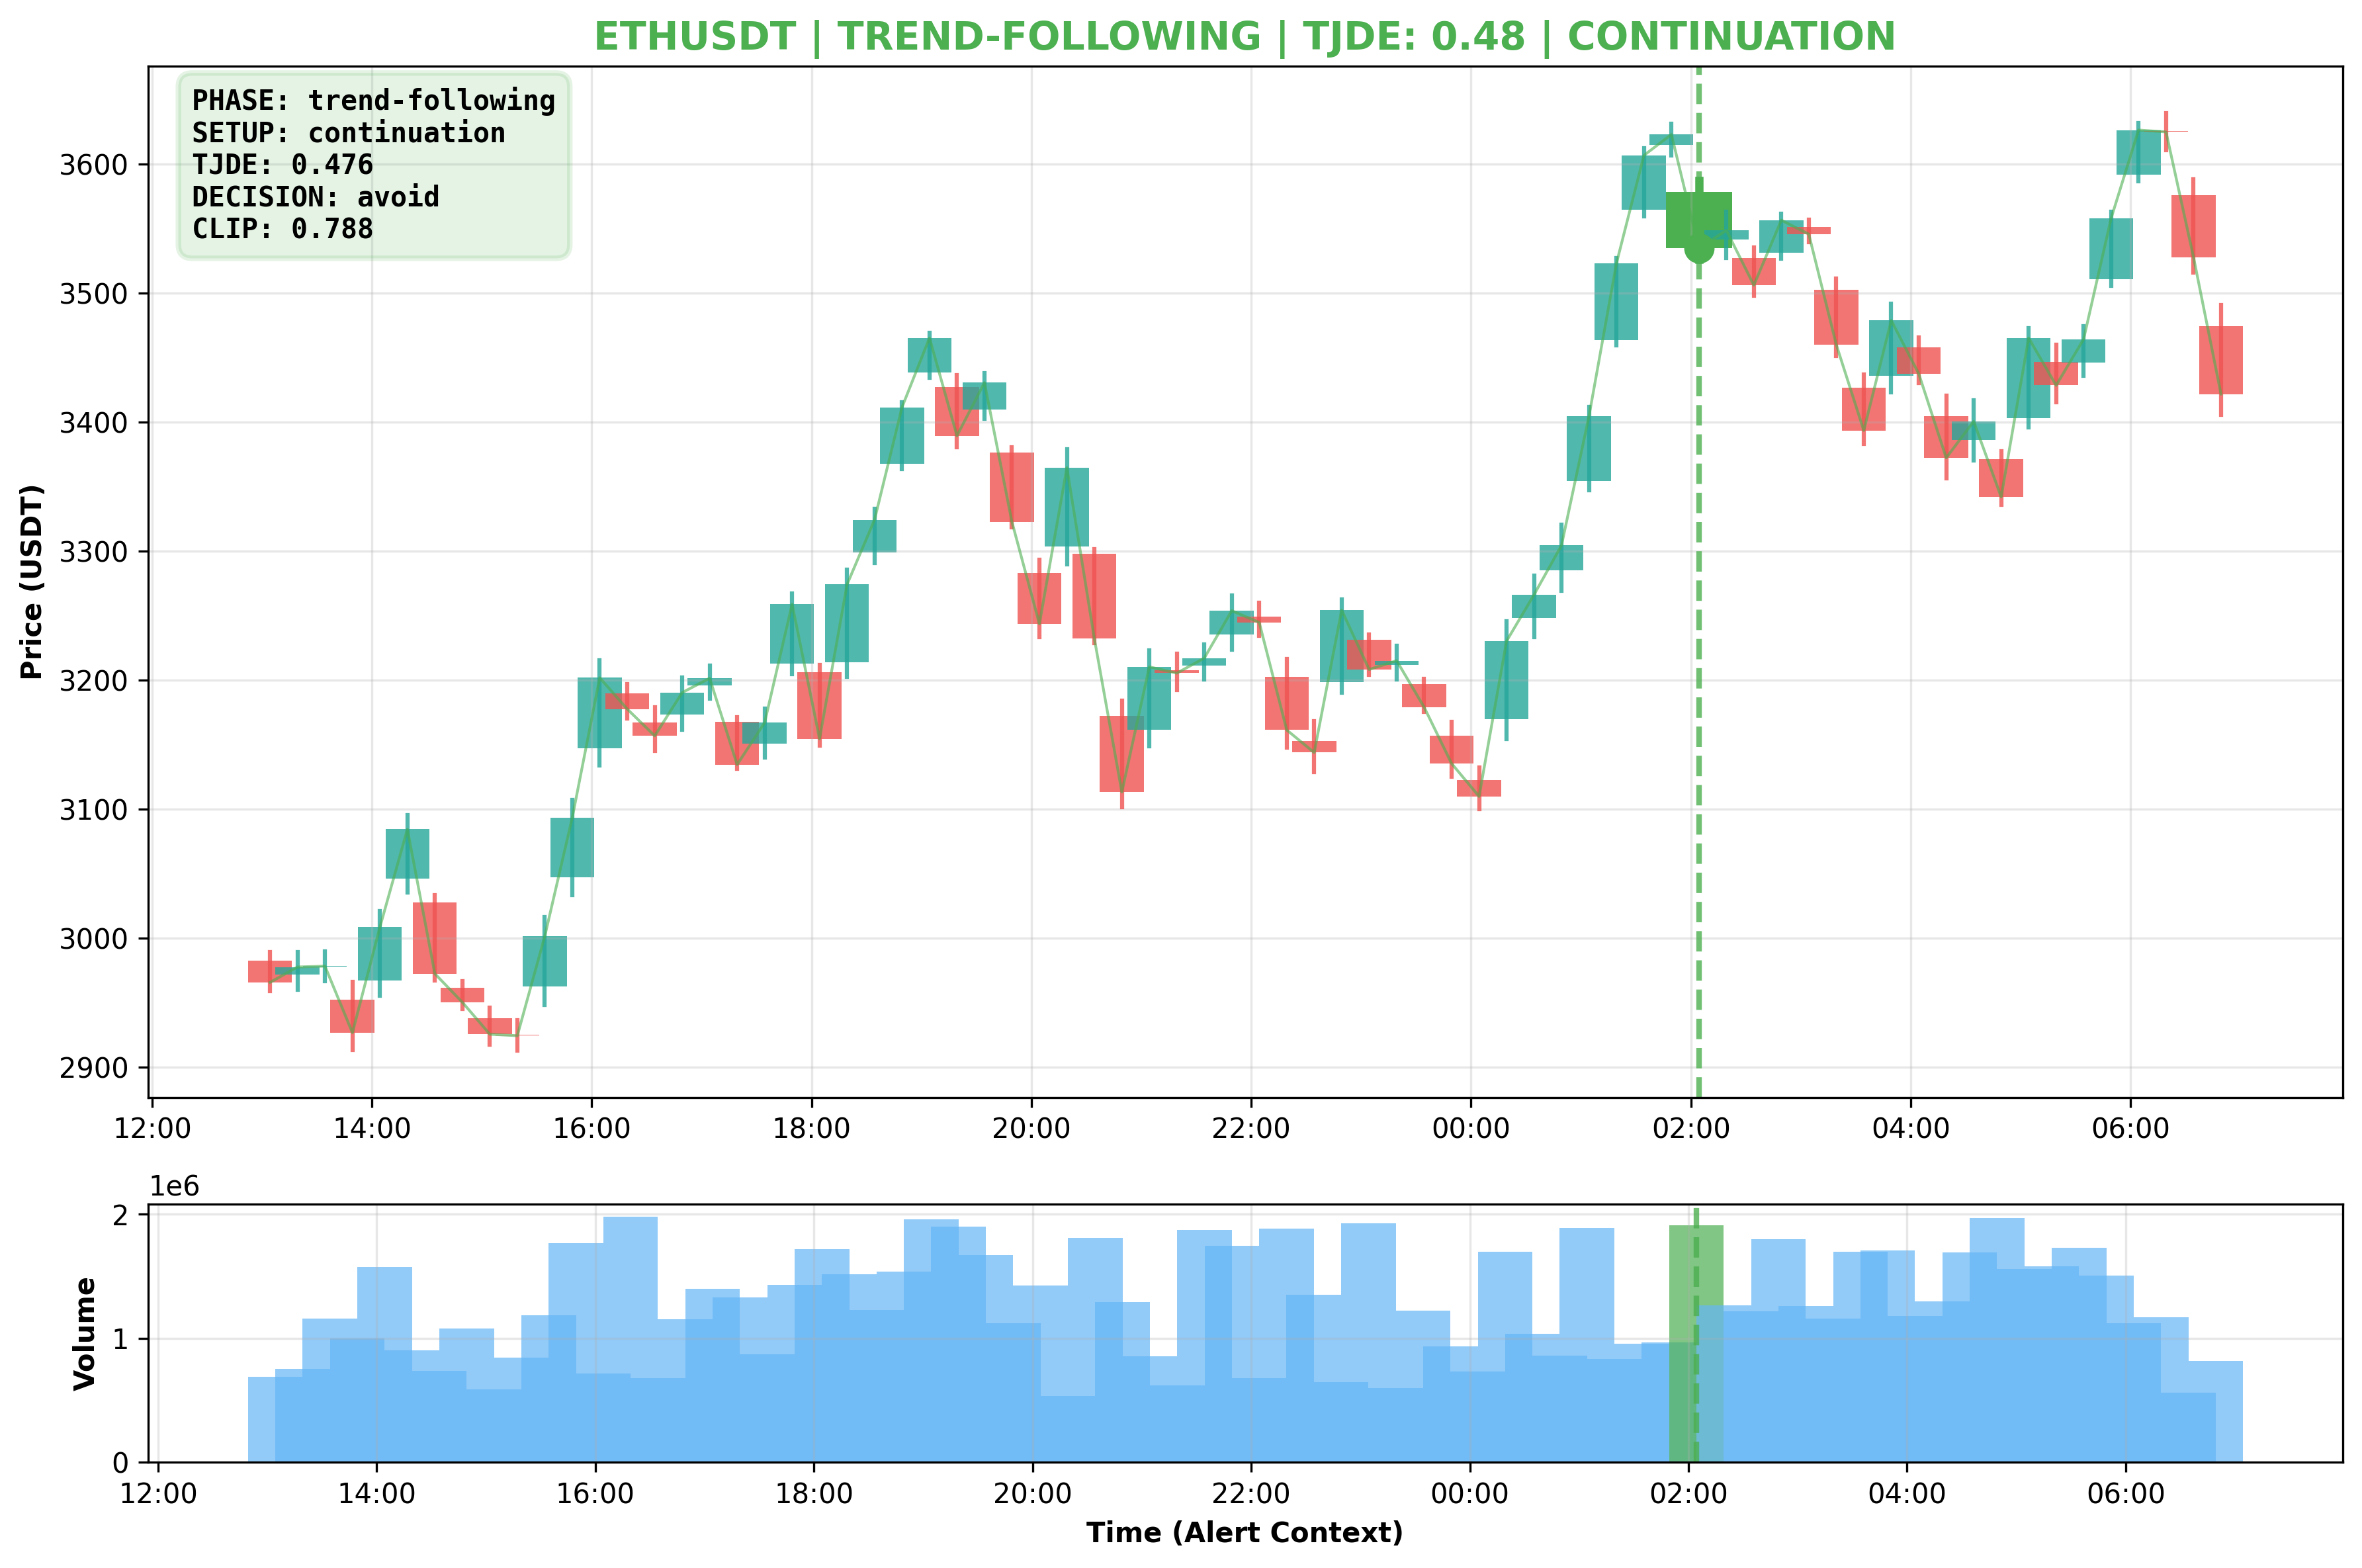 ETHUSDT | TREND-FOLLOWING | TJDE: 0.48 | CONTINUATION
PHASE: trend-following
SETUP: continuation
TJDE: 0.476
DECISION: avoid
CLIP: 0.788
Price (USDT)
3600
3500
3400
3300
3200
3100
3000
2900
12:00 14:00 16:00 18:00 20:00 22:00 00:00 02:00 04:00 06:00
1e6
Volume
2
1
0
12:00 14:00 16:00 18:00 20:00 22:00 00:00 02:00 04:00 06:00
Time (Alert Context)